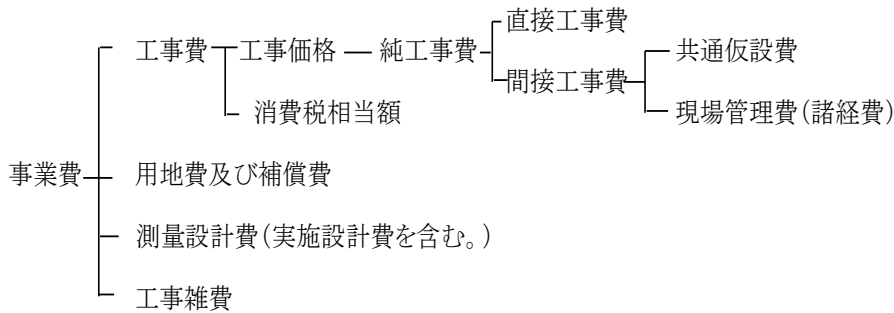 直接工事費
工事費 工事価格 純工事費 共通仮設費
間接工事費
消費税相当額 現場管理費(諸経費)
事業費 用地費及び補償費
測量設計費(実施設計費を含む。)
工事雑費